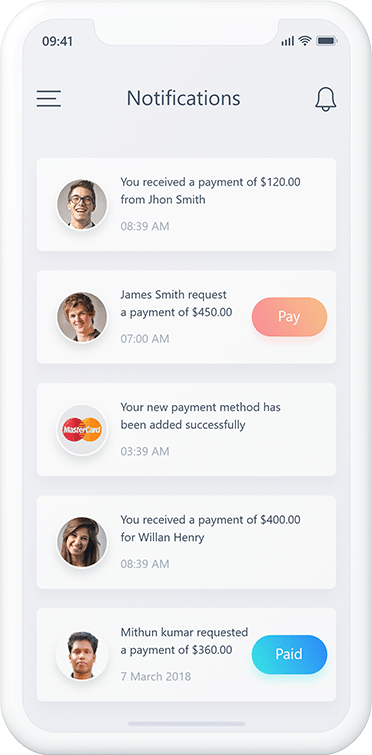 09:41
Notifications
You received a payment of $120.00
from Jhon Smith
08:39 AM
James Smith request
a payment of $450.00
07:00 AM
Pay
Your new payment method has
been added successfully
03:39 AM
MasterCard
You received a payment of $400.00
for Willan Henry
08:39 AM
Mithun kumar requested
a payment of $360.00
7 March 2018
Paid